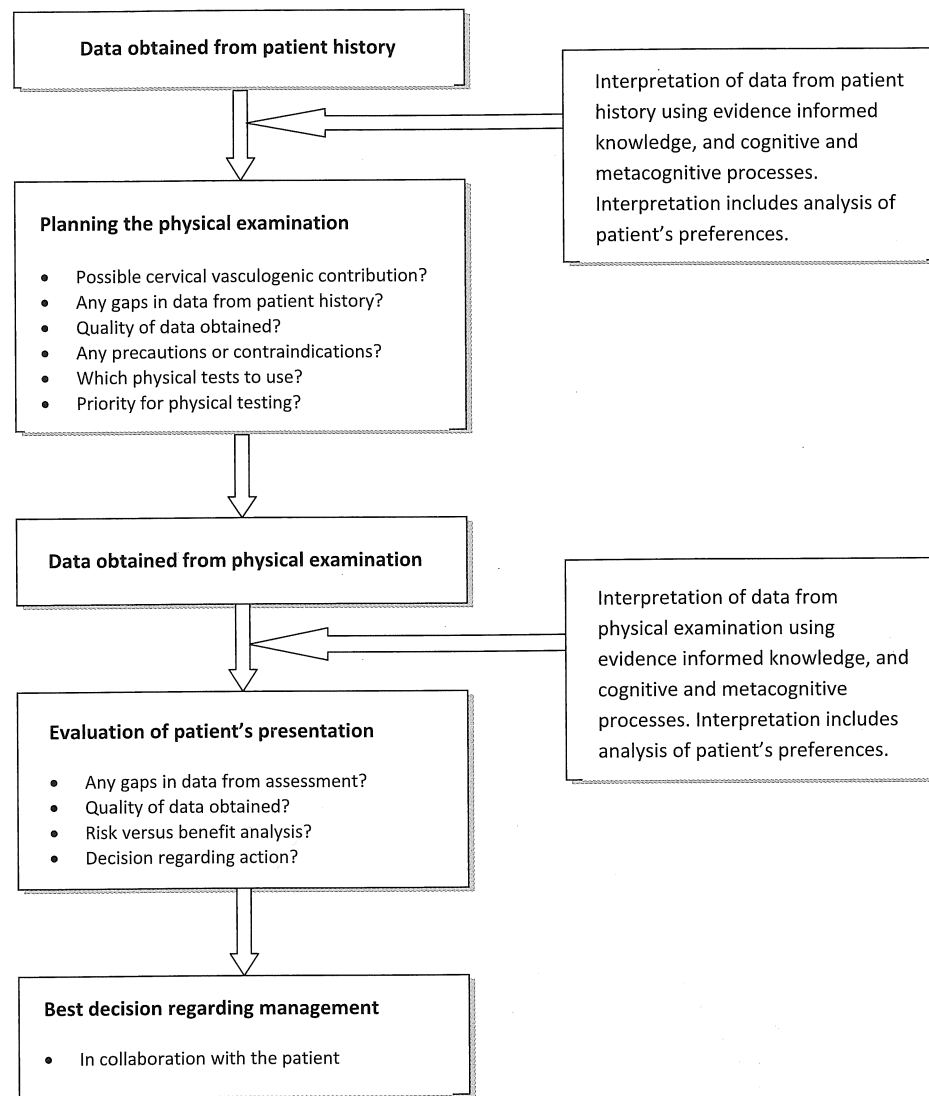 Data obtained from patient history
Interpretation of data from patient
history using evidence informed
knowledge, and cognitive and
metacognitive processes.
Interpretation includes analysis of
patient's preferences.
Planning the physical examination
• Possible cervical vasculogenic contribution?
• Any gaps in data from patient history?
• Quality of data obtained?
• Any precautions or contraindications?
• Which physical tests to use?
• Priority for physical testing?
Data obtained from physical examination
Interpretation of data from
physical examination using
evidence informed knowledge, and
cognitive and metacognitive
processes. Interpretation includes
analysis of patient's preferences.
Evaluation of patient's presentation
• Any gaps in data from assessment?
• Quality of data obtained?
• Risk versus benefit analysis?
• Decision regarding action?
Best decision regarding management
• In collaboration with the patient